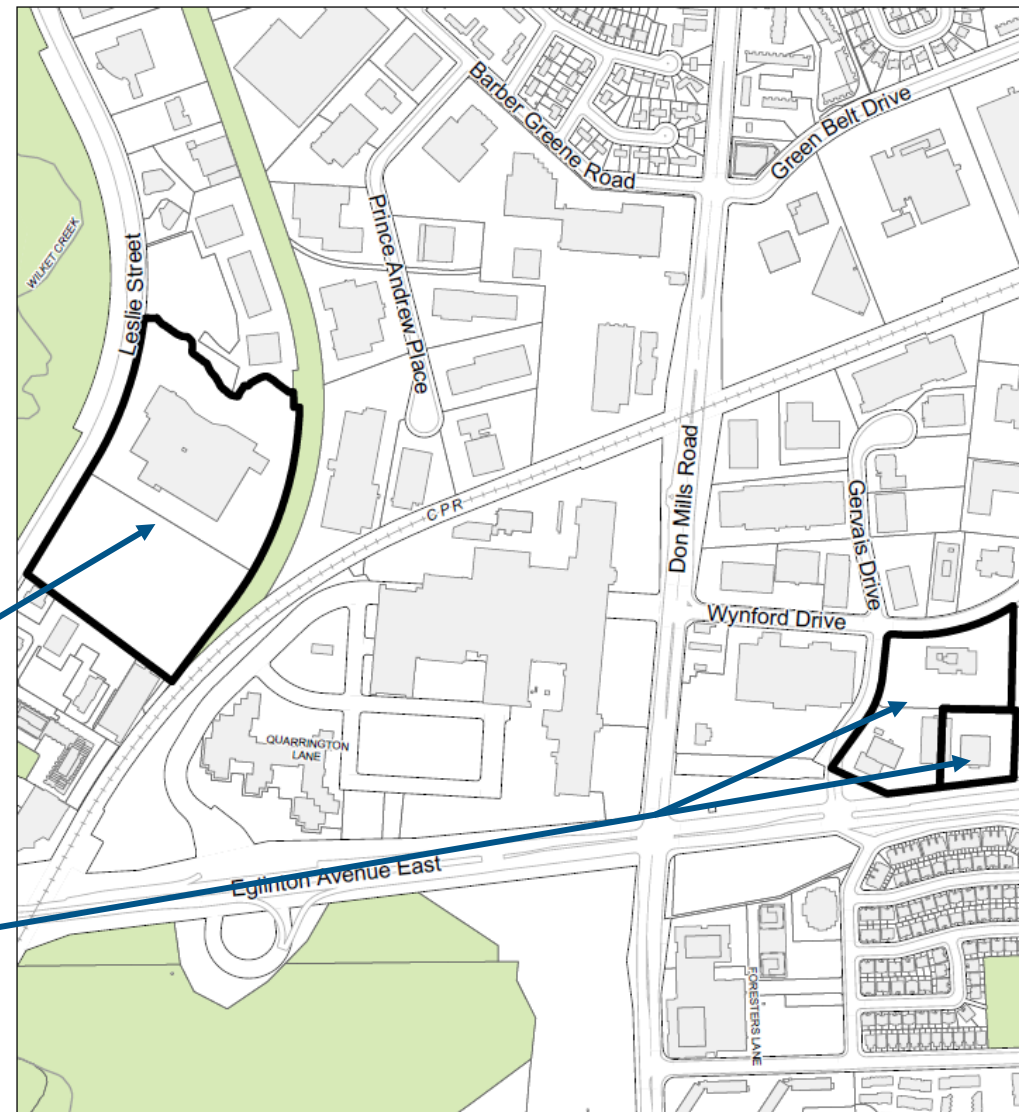 Barber Greene Road
Green Belt Drive
Prince Andrew Place
WILKET CREEK
Leslie Street
CPR
Don Mills Road
Gervais Drive
Wynford Drive
QUARRINGTON
LANE
Eglinton Avenue East
FORESTERS LANE